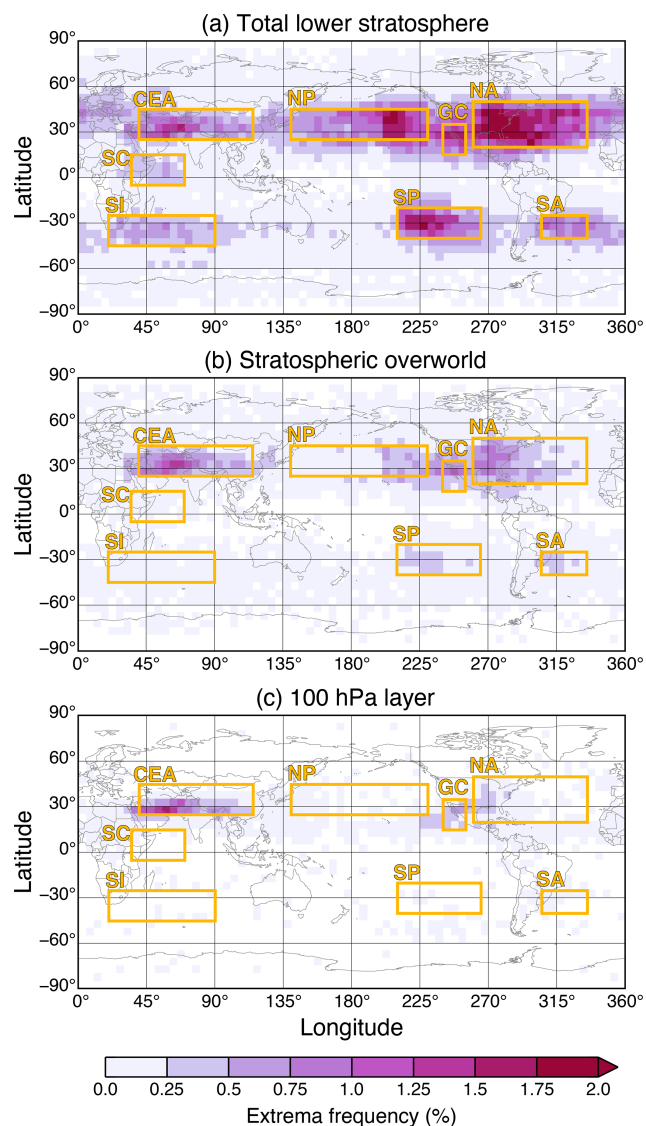 (a) Total lower stratosphere
90°
60°
30°
0°
−30°
−60°
−90°
Latitude
CEA
NP
GC
NA
SC
SI
SP
SA
0° 45° 90° 135° 180° 225° 270° 315° 360°
(b) Stratospheric overworld
90°
60°
30°
0°
−30°
−60°
−90°
Latitude
CEA
NP
GC
NA
SC
SI
SP
SA
0° 45° 90° 135° 180° 225° 270° 315° 360°
(c) 100 hPa layer
90°
60°
30°
0°
−30°
−60°
−90°
Latitude
CEA
NP
GC
NA
SC
SI
SP
SA
0° 45° 90° 135° 180° 225° 270° 315° 360°
Longitude
0.0 0.25 0.5 0.75 1.0 1.25 1.5 1.75 2.0
Extrema frequency (%)